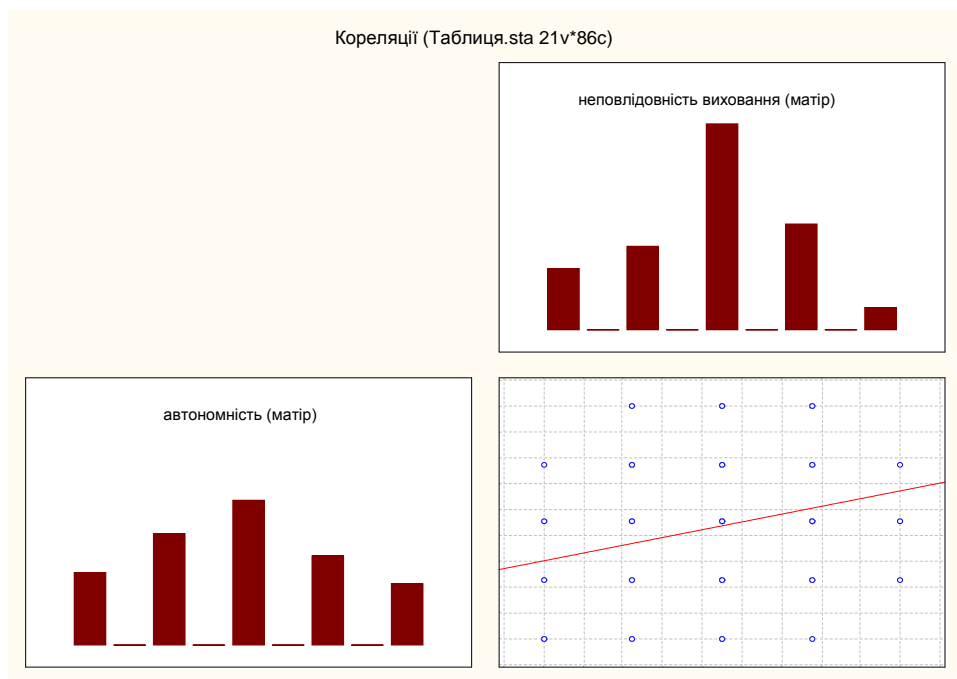 Кореляції (Таблиця.sta 21v*86c)
неповлідовність виховання (матір)
автономність (матір)